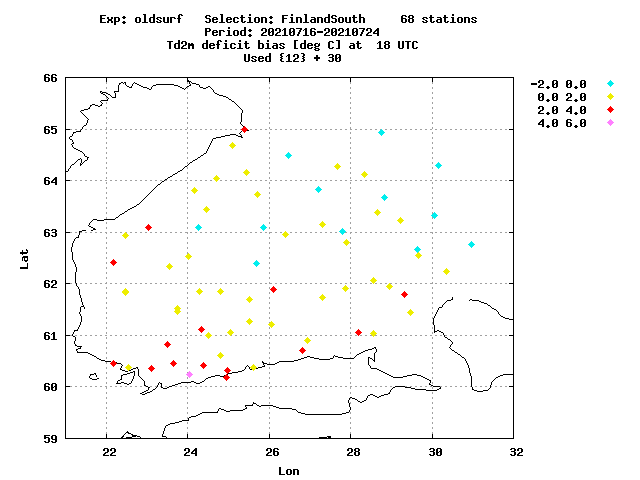 Exp: oldsurf Selection: FinlandSouth 68 stations
Period: 20210716-20210724
Td2m deficit bias [deg C] at 18 UTC
Used {12} + 30
66
65
64
63
62
61
60
59
Lat
22 24 26 28 30 32
Lon
-2.0 0.0
0.0 2.0
2.0 4.0
4.0 6.0